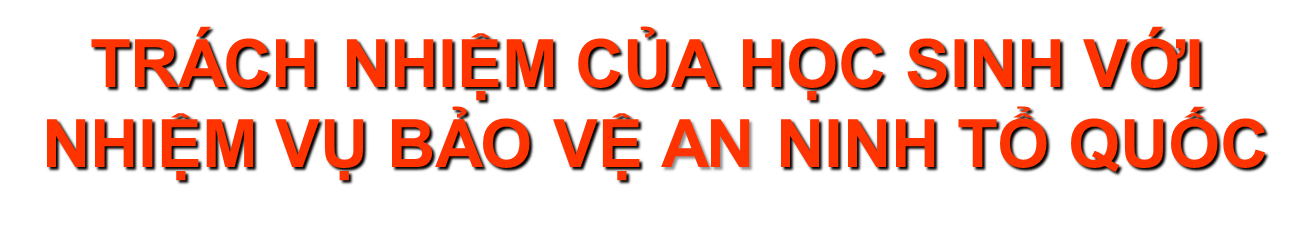 TRÁCH NHIỆM CỦA HỌC SINH VỚI
NHIỆM VỤ BẢO VỆ AN NINH TỔ QUỐC